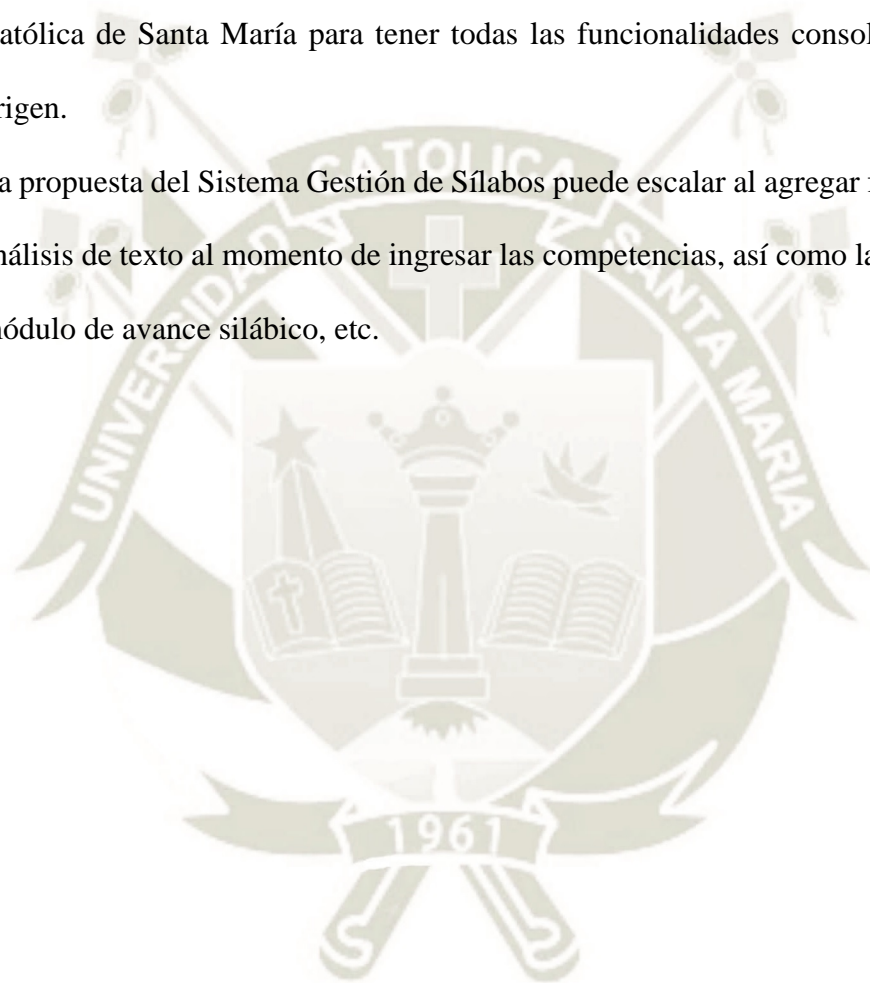 atólica de Santa María para tener todas las funcionalidades consol
rigen.
a propuesta del Sistema Gestión de Sílabos puede escalar al agregar
nálisis de texto al momento de ingresar las competencias, así como la
módulo de avance silábico, etc.
UNIVERSIDAD CATOLICA SANTA MARIA
1961